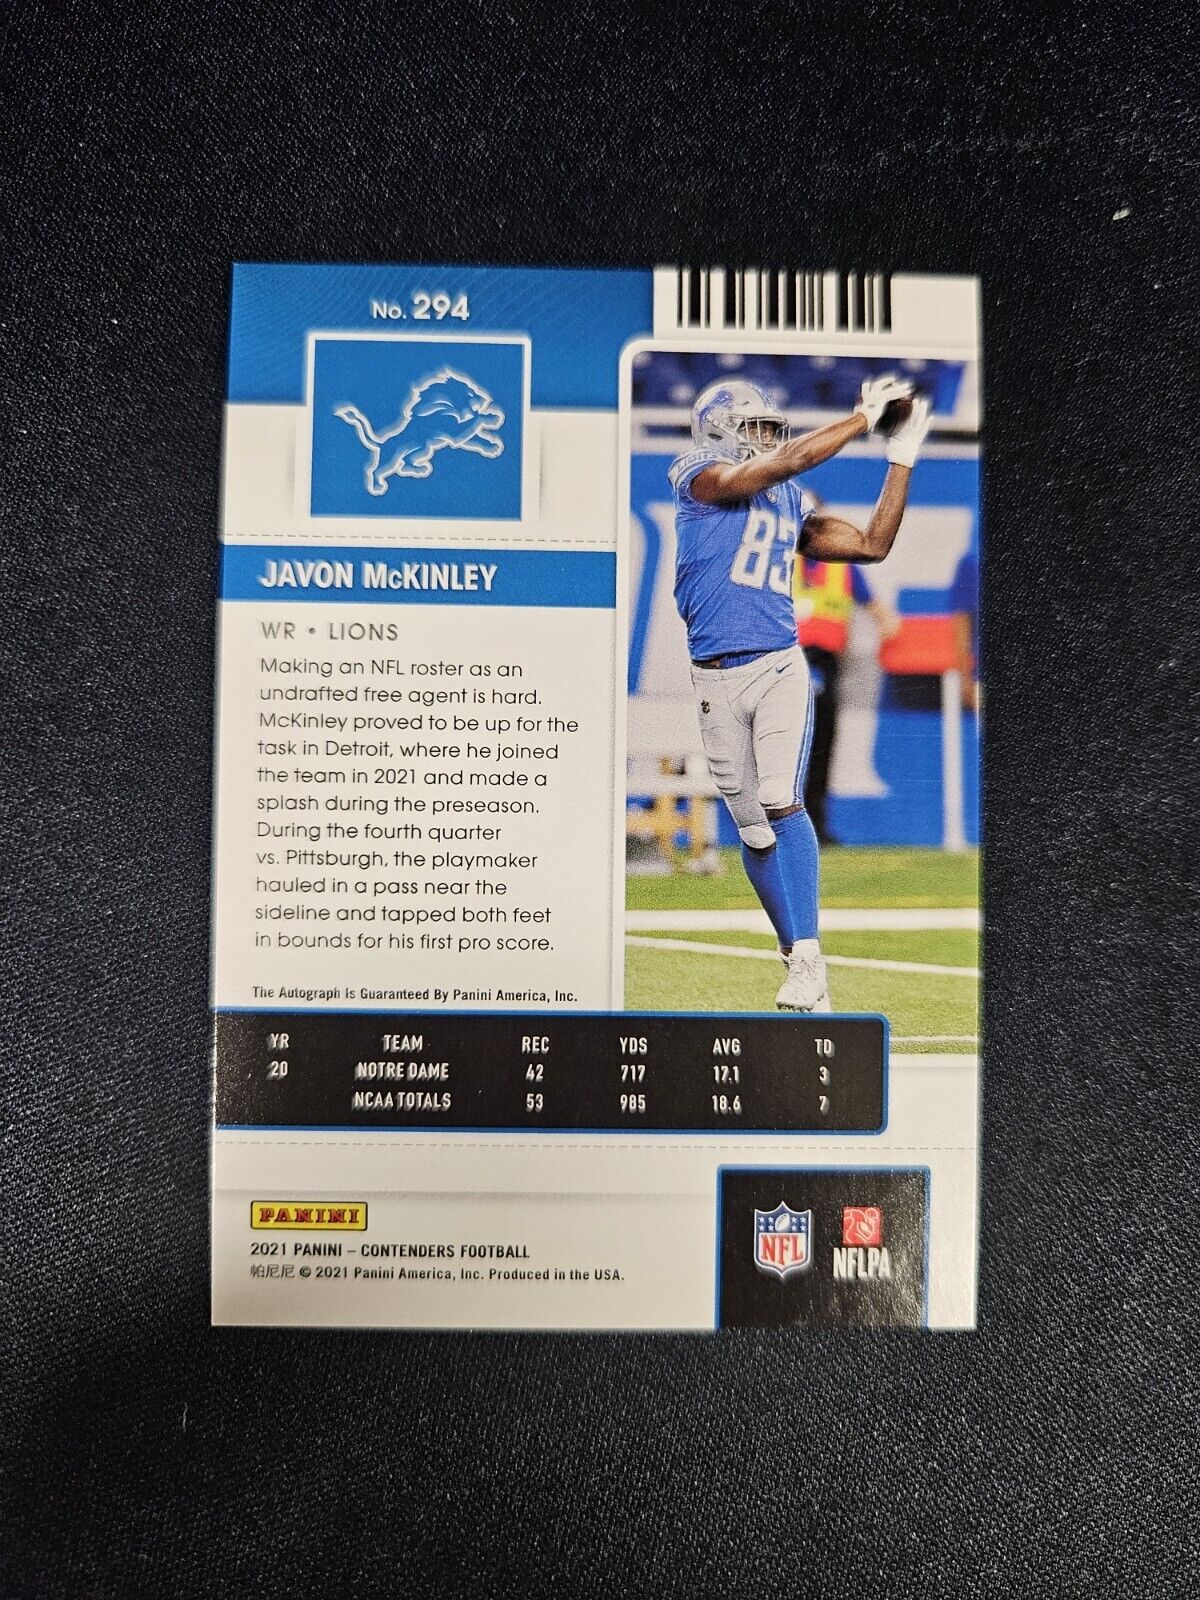 No. 294
83
JAVON McKINLEY
WR • LIONS
Making an NFL roster as an
undrafted free agent is hard.
McKinley proved to be up for the
task in Detroit, where he joined
the team in 2021 and made a
splash during the preseason.
During the fourth quarter
vs. Pittsburgh, the playmaker
hauled in a pass near the
sideline and tapped both feet
in bounds for his first pro score.
The Autograph Is Guaranteed By Panini America, Inc.
YR TEAM REC YDS AVG TD
20 NOTRE DAME 42 717 17.1 3
NCAA TOTALS 53 985 18.6 7
PANINI
2021 PANINI – CONTENDERS FOOTBALL
帕尼尼 © 2021 Panini America, Inc. Produced in the USA.
NFL
NFLPA